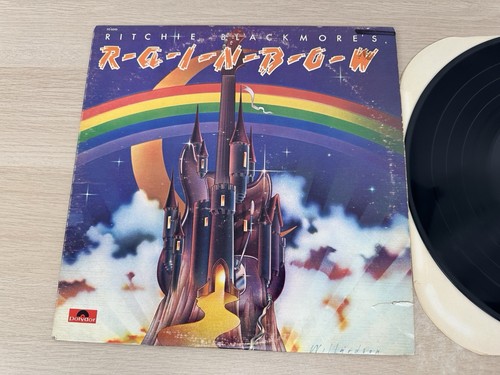 RITCHIE BLACKMORE'S
R-A-I-N-B-O-W
Polydor